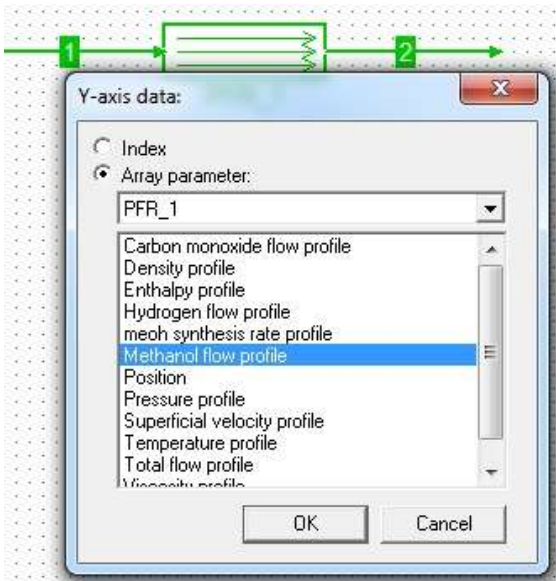 1
2
Y-axis data:
Index
Array parameter:
PFR_1
Carbon monoxide flow profile
Density profile
Enthalpy profile
Hydrogen flow profile
meoh synthesis rate profile
Methanol flow profile
Position
Pressure profile
Superficial velocity profile
Temperature profile
Total flow profile
Viscosity profile
OK
Cancel